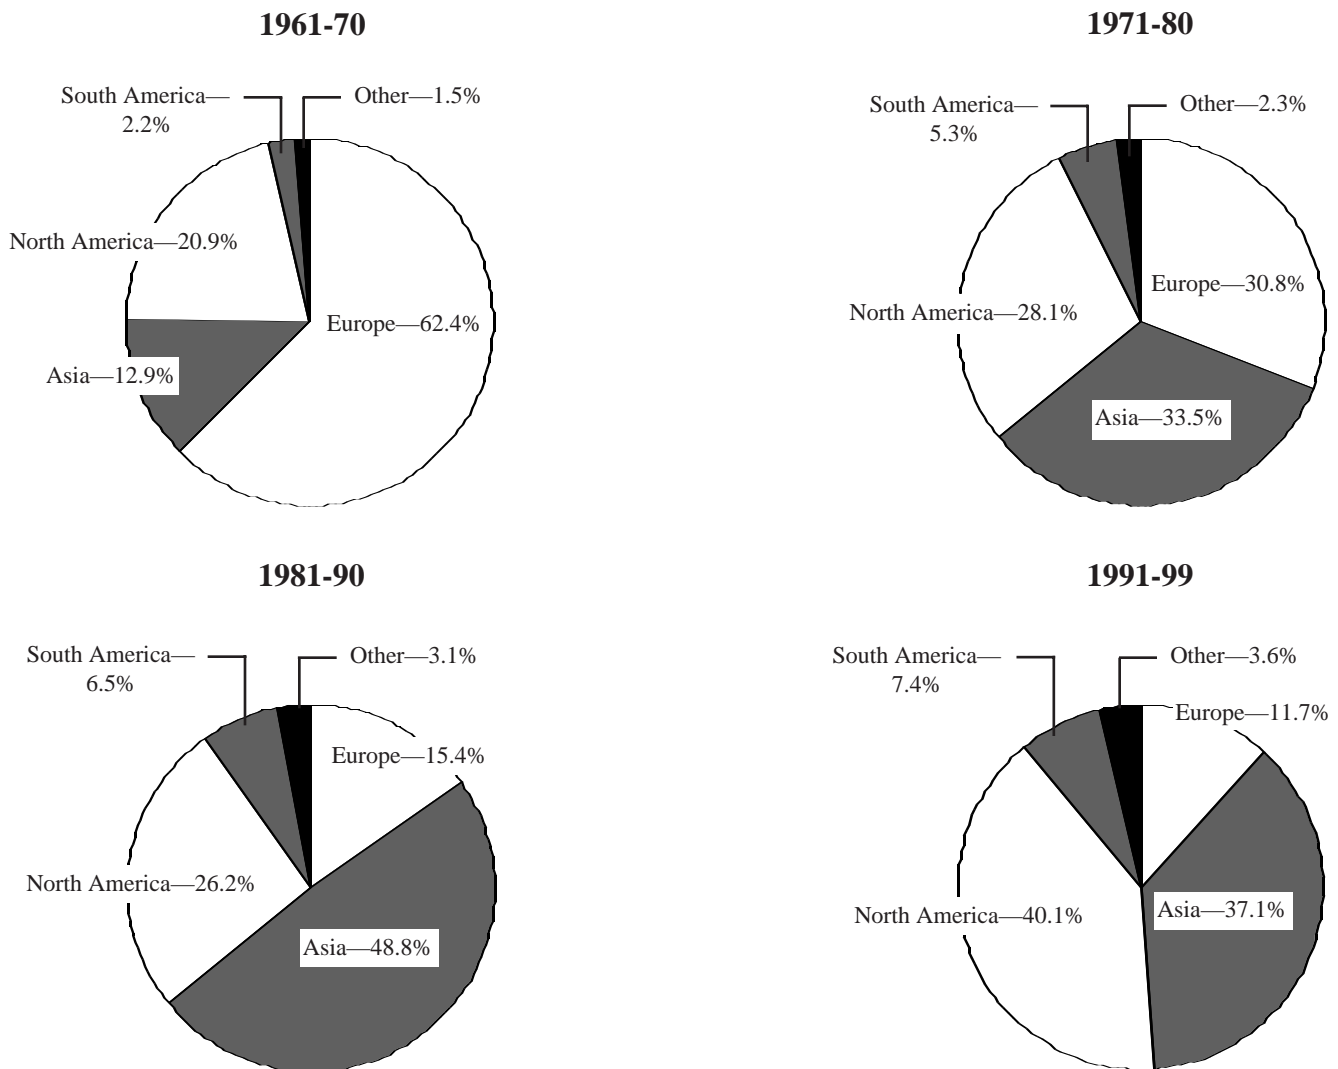 1961-70
South America—
2.2%
Other—1.5%
North America—20.9%
Europe—62.4%
Asia—12.9%
1971-80
South America—
5.3%
Other—2.3%
Europe—30.8%
North America—28.1%
Asia—33.5%
1981-90
South America—
6.5%
Other—3.1%
Europe—15.4%
North America—26.2%
Asia—48.8%
1991-99
South America—
7.4%
Other—3.6%
Europe—11.7%
North America—40.1%
Asia—37.1%